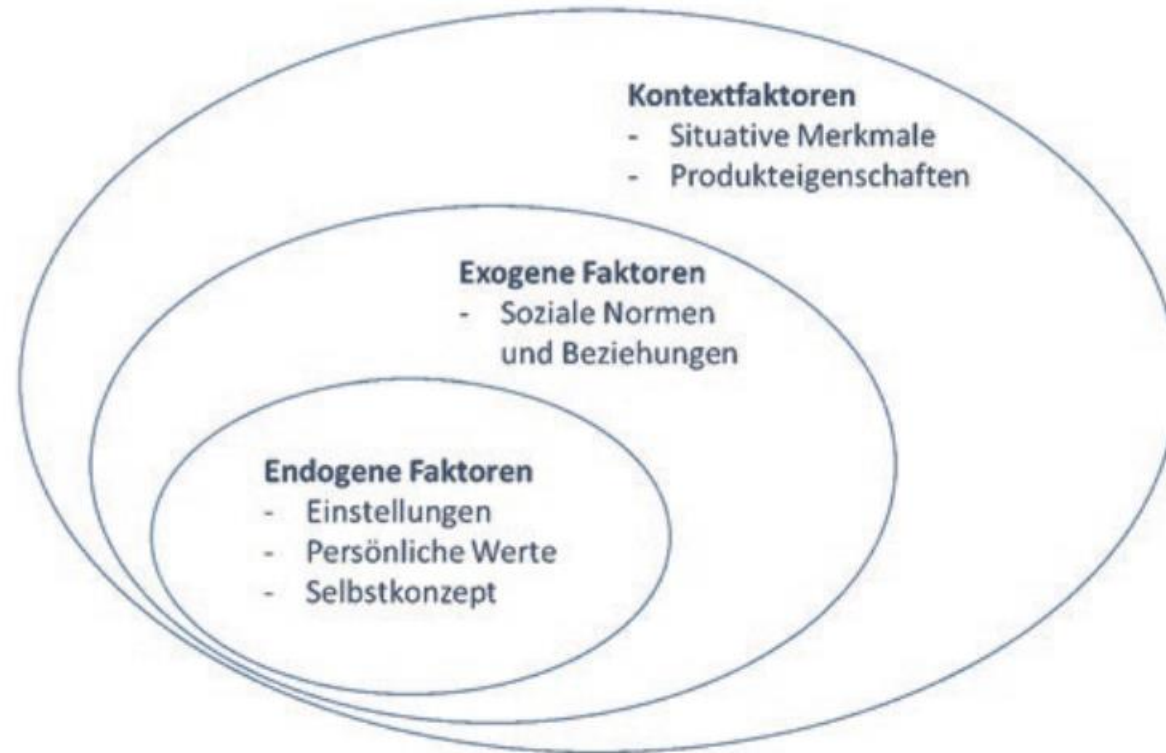 Kontextfaktoren
- Situative Merkmale
- Produkteigenschaften
Exogene Faktoren
- Soziale Normen
und Beziehungen
Endogene Faktoren
- Einstellungen
- Persönliche Werte
- Selbstkonzept